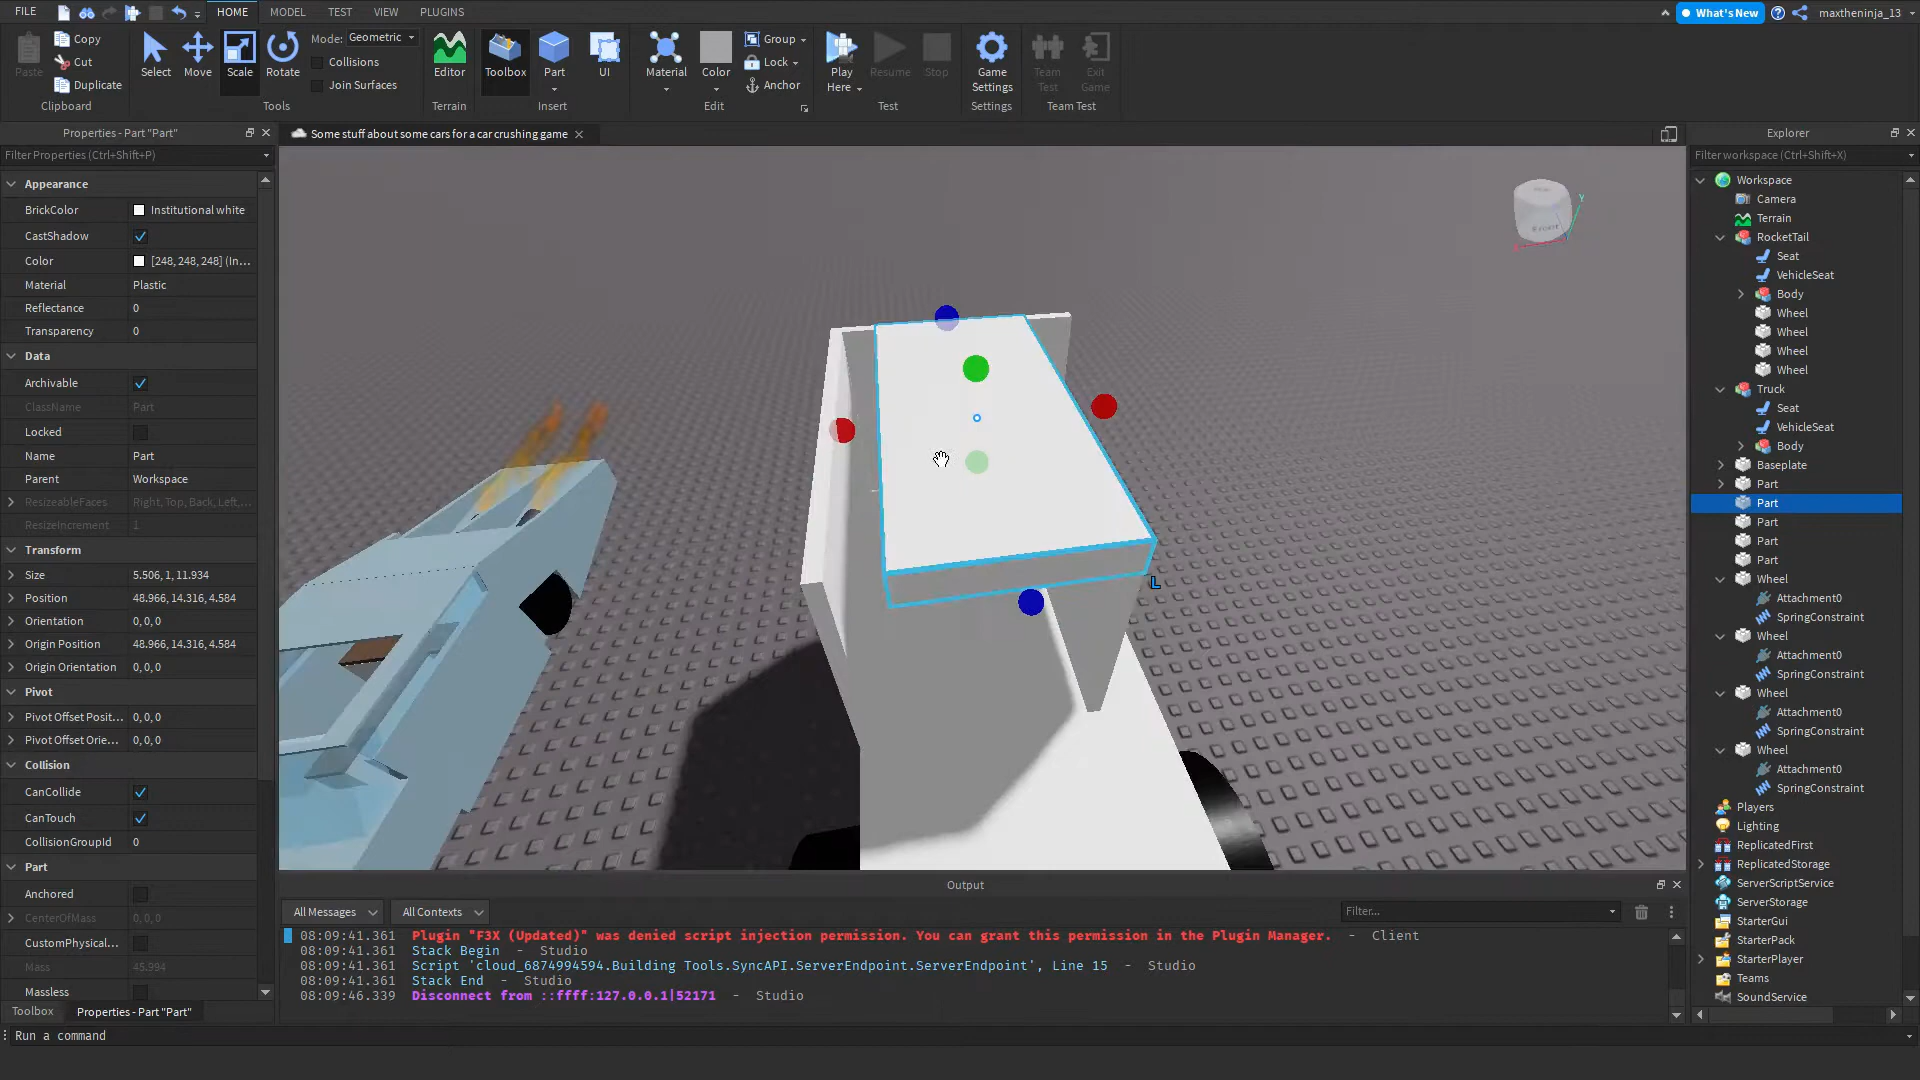 FILE
HOME
MODEL
TEST
VIEW
PLUGINS
What's New
maxtheninja_13
Paste
Copy
Cut
Duplicate
Clipboard
Select
Move
Scale
Rotate
Mode: Geometric
Collisions
Join Surfaces
Tools
Editor
Terrain
Toolbox
Part
UI
Insert
Material
Color
Group
Lock
Anchor
Edit
Play Here
Resume
Stop
Test
Game Settings
Settings
Team Test
Exit Game
Team Test
Properties - Part "Part"
Filter Properties (Ctrl+Shift+P)
Appearance
BrickColor Institutional white
CastShadow
Color [248, 248, 248] (In...
Material Plastic
Reflectance 0
Transparency 0
Data
Archivable
ClassName Part
Locked
Name Part
Parent Workspace
ResizeableFaces Right, Top, Back, Left,...
ResizeIncrement 1
Transform
Size 5.506, 1, 11.934
Position 48.966, 14.316, 4.584
Orientation 0, 0, 0
Origin Position 48.966, 14.316, 4.584
Origin Orientation 0, 0, 0
Pivot
Pivot Offset Posit... 0, 0, 0
Pivot Offset Orie... 0, 0, 0
Collision
CanCollide
CanTouch
CollisionGroupId 0
Part
Anchored
CenterOfMass 0, 0, 0
CustomPhysical...
Mass 45.994
Massless
Toolbox
Properties - Part "Part"
Run a command
Some stuff about some cars for a car crushing game
Y
L
Output
All Messages
All Contexts
Filter...
08:09:41.361 Plugin "F3X (Updated)" was denied script injection permission. You can grant this permission in the Plugin Manager. - Client
08:09:41.361 Stack Begin - Studio
08:09:41.361 Script 'cloud_6874994594.Building Tools.SyncAPI.ServerEndpoint.ServerEndpoint', Line 15 - Studio
08:09:41.361 Stack End - Studio
08:09:46.339 Disconnect from ::ffff:127.0.0.1|52171 - Studio
Explorer
Filter workspace (Ctrl+Shift+X)
Workspace
Camera
Terrain
RocketTail
Seat
VehicleSeat
Body
Wheel
Wheel
Wheel
Wheel
Truck
Seat
VehicleSeat
Body
Baseplate
Part
Part
Part
Part
Part
Wheel
Attachment0
SpringConstraint
Wheel
Attachment0
SpringConstraint
Wheel
Attachment0
SpringConstraint
Wheel
Attachment0
SpringConstraint
Players
Lighting
ReplicatedFirst
ReplicatedStorage
ServerScriptService
ServerStorage
StarterGui
StarterPack
StarterPlayer
Teams
SoundService